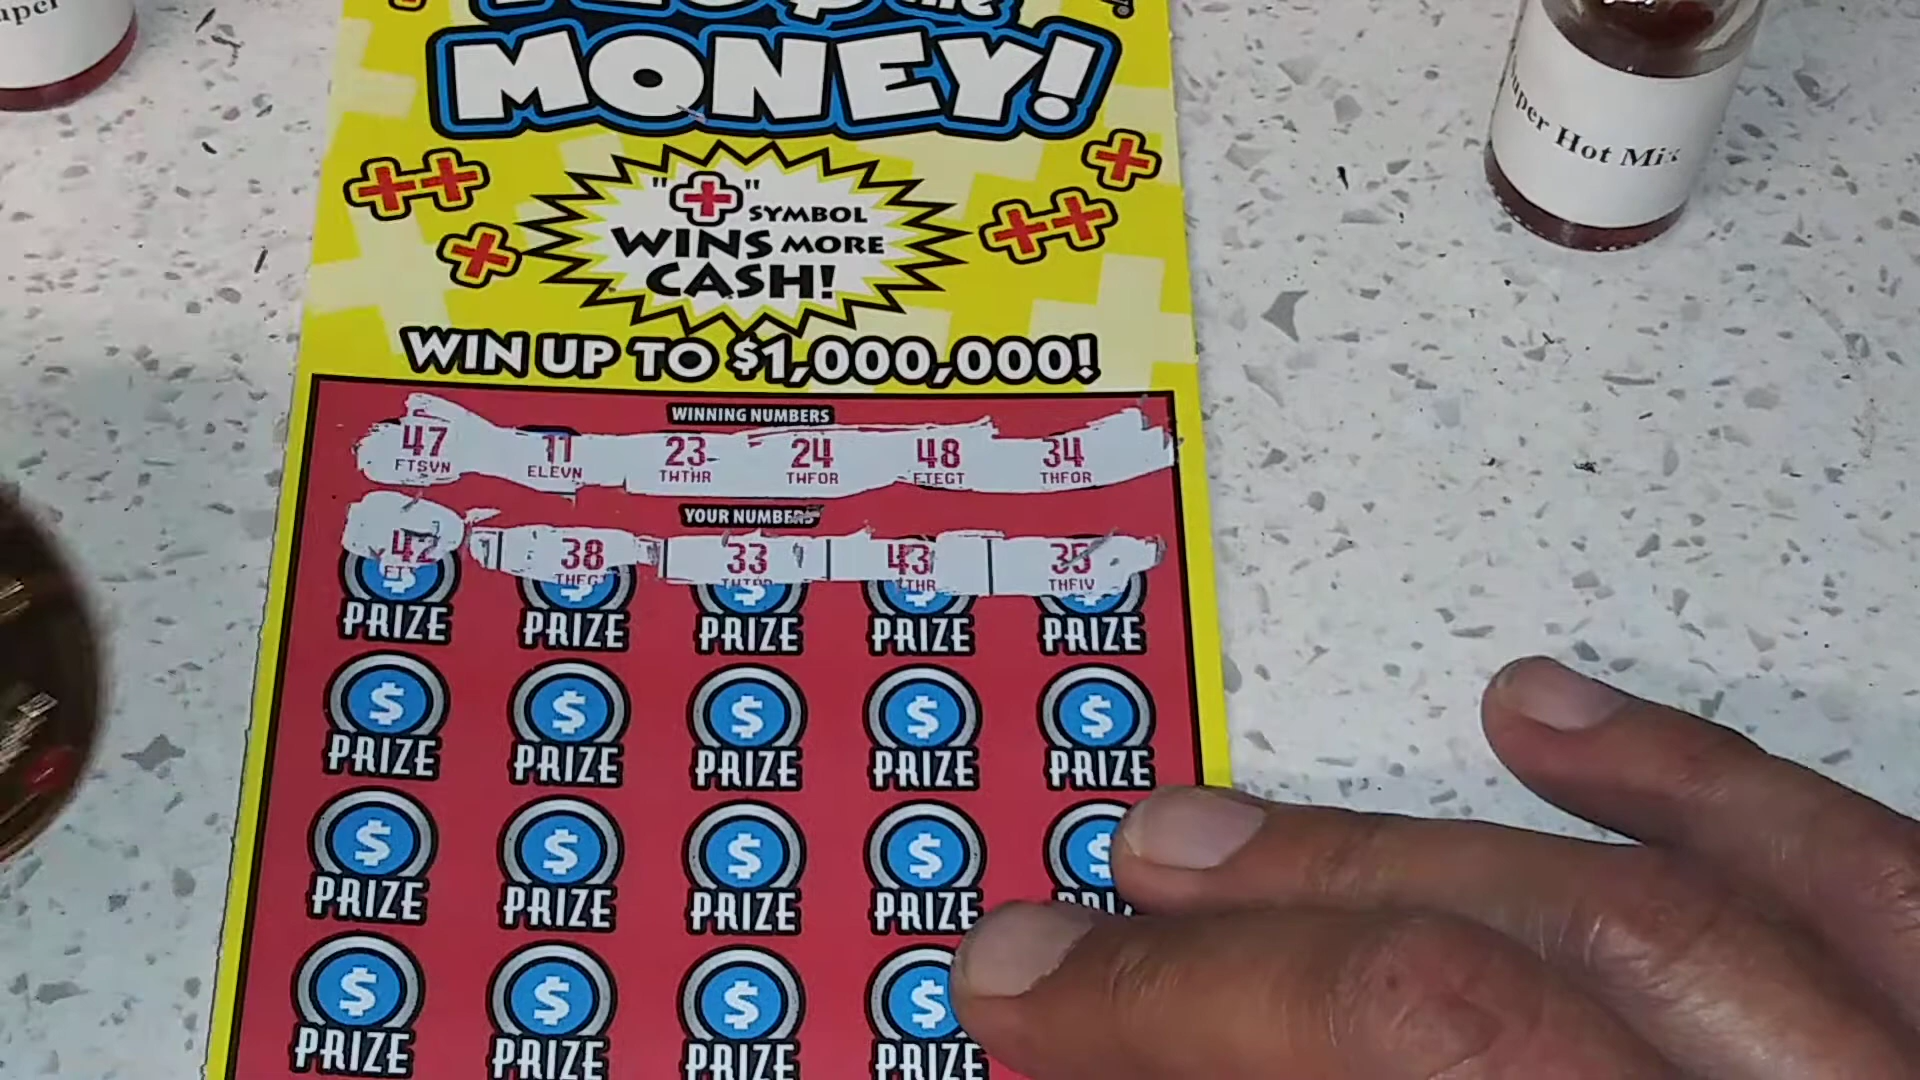 MONEY!
"+" SYMBOL
WINS MORE
CASH!
WIN UP TO $1,000,000!
WINNING NUMBERS
47 11 23 24 48 34
FTSVN ELEVN TWTHR TWFOR FTEGT THFOR
YOUR NUMBERS
42 38 33 43 35
THFIV
PRIZE PRIZE PRIZE PRIZE PRIZE
$ $ $ $ $
PRIZE PRIZE PRIZE PRIZE PRIZE
$ $ $ $ $
PRIZE PRIZE PRIZE PRIZE
$ $ $ $
PRIZE PRIZE PRIZE PRIZE
uper Hot Mix
uper